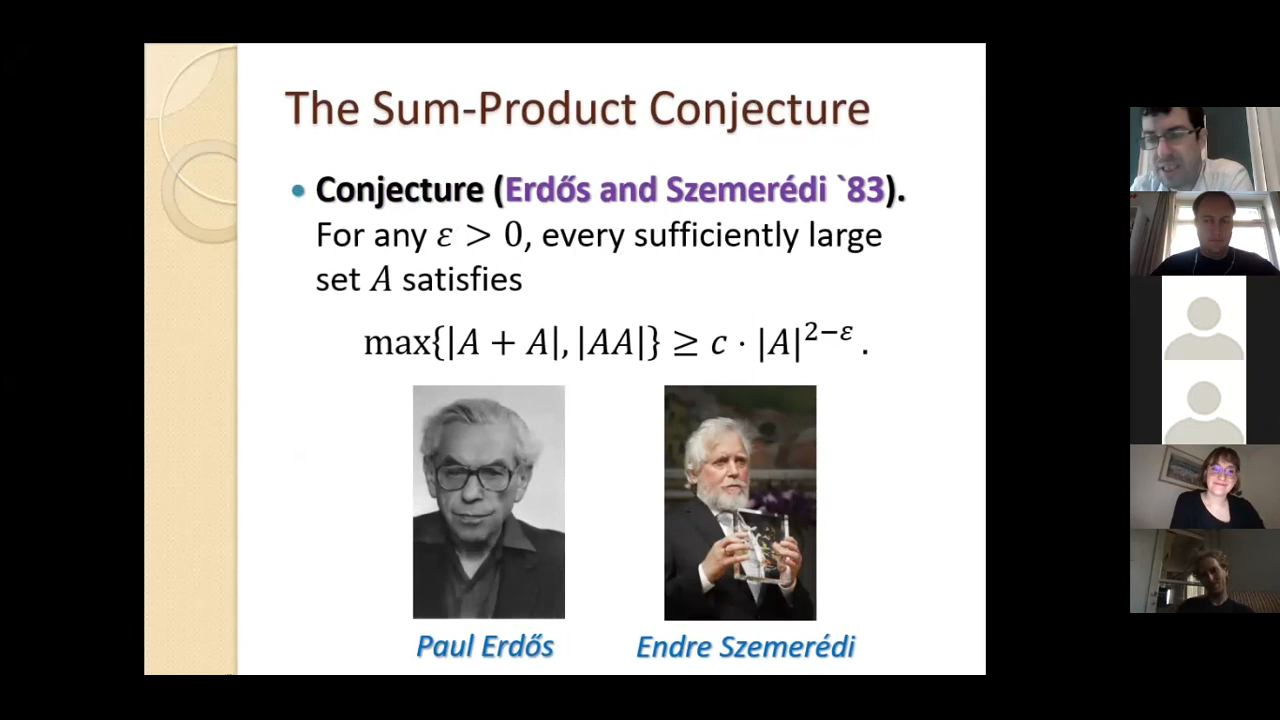 The Sum-Product Conjecture
• Conjecture (Erdős and Szemerédi `83).
For any ε > 0, every sufficiently large
set A satisfies
max{|A + A|, |AA|} ≥ c · |A|^{2−ε} .
Paul Erdős
Endre Szemerédi